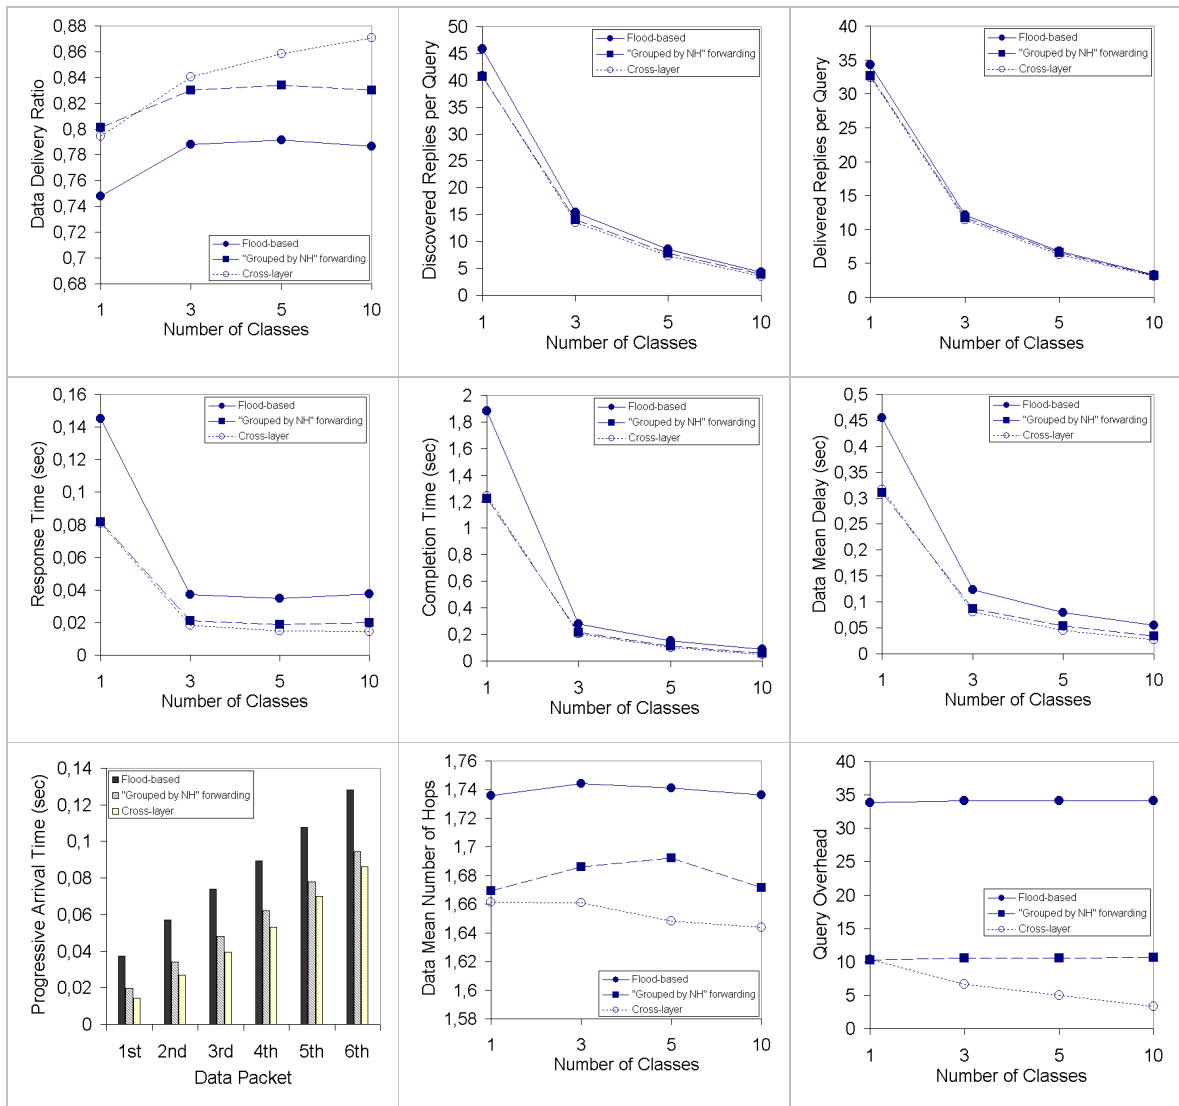 Data Delivery Ratio
0,88
0,86
0,84
0,82
0,8
0,78
0,76
0,74
0,72
0,7
0,68
Flood-based
"Grouped by NH" forwarding
Cross-layer
1 3 5 10
Number of Classes
Discovered Replies per Query
50
45
40
35
30
25
20
15
10
5
0
Flood-based
"Grouped by NH" forwarding
Cross-layer
1 3 5 10
Number of Classes
Delivered Replies per Query
40
35
30
25
20
15
10
5
0
Flood-based
"Grouped by NH" forwarding
Cross-layer
1 3 5 10
Number of Classes
Response Time (sec)
0,16
0,14
0,12
0,1
0,08
0,06
0,04
0,02
0
Flood-based
"Grouped by NH" forwarding
Cross-layer
1 3 5 10
Number of Classes
Completion Time (sec)
2
1,8
1,6
1,4
1,2
1
0,8
0,6
0,4
0,2
0
Flood-based
"Grouped by NH" forwarding
Cross-layer
1 3 5 10
Number of Classes
Data Mean Delay (sec)
0,5
0,45
0,4
0,35
0,3
0,25
0,2
0,15
0,1
0,05
0
Flood-based
"Grouped by NH" forwarding
Cross-layer
1 3 5 10
Number of Classes
Progressive Arrival Time (sec)
0,14
0,12
0,1
0,08
0,06
0,04
0,02
0
Flood-based
"Grouped by NH" forwarding
Cross-layer
1st 2nd 3rd 4th 5th 6th
Data Packet
Data Mean Number of Hops
1,76
1,74
1,72
1,7
1,68
1,66
1,64
1,62
1,6
1,58
Flood-based
"Grouped by NH" forwarding
Cross-layer
1 3 5 10
Number of Classes
Query Overhead
40
35
30
25
20
15
10
5
0
Flood-based
"Grouped by NH" forwarding
Cross-layer
1 3 5 10
Number of Classes